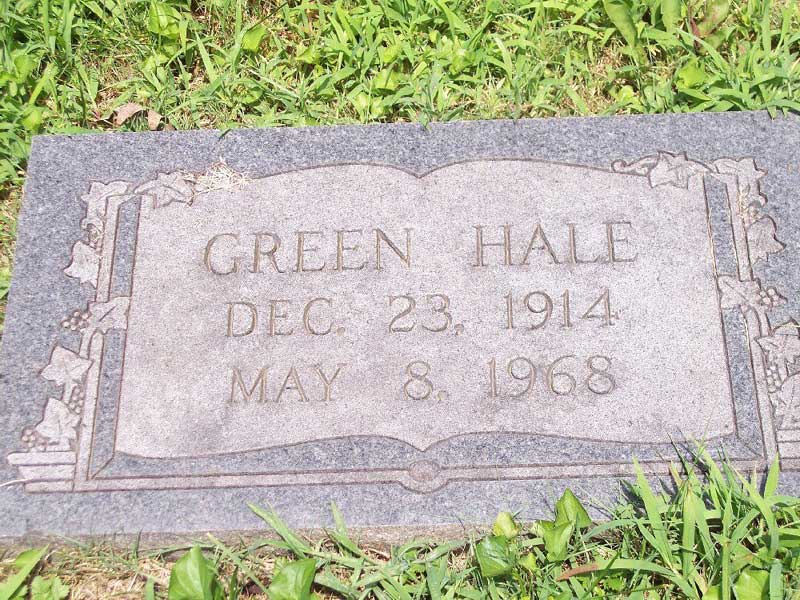 GREEN HALE
DEC. 23, 1914
MAY 8, 1968